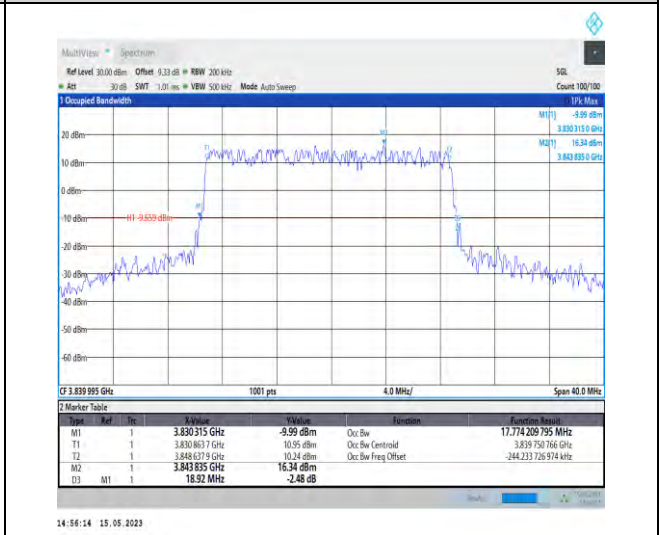 MultiView Spectrum
Ref Level 30.00 dBm Offset 9.33 dB RBW 200 kHz SGL
Att 30 dB SWT 1.01 ms VBW 500 kHz Mode Auto Sweep Count 100/100
1 Occupied Bandwidth 1Pk Max
M1[1] -9.99 dBm
3.830 315 0 GHz
M2[1] 16.34 dBm
3.843 835 0 GHz
20 dBm
10 dBm
0 dBm
-10 dBm H1 -9.659 dBm
-20 dBm
-30 dBm
-40 dBm
-50 dBm
-60 dBm
CF 3.839 995 GHz 1001 pts 4.0 MHz/ Span 40.0 MHz
2 Marker Table
Type Ref Trc X-Value Y-Value Function Function Result
M1 1 3.830 315 GHz -9.99 dBm Occ Bw 17.774 209 795 MHz
T1 1 3.830 863 7 GHz 10.95 dBm Occ Bw Centroid 3.839 750 766 GHz
T2 1 3.848 637 9 GHz 10.24 dBm Occ Bw Freq Offset -244.233 726 974 kHz
M2 1 3.843 835 GHz 16.34 dBm
D3 M1 1 18.92 MHz -2.48 dB
14:56:14 15.05.2023